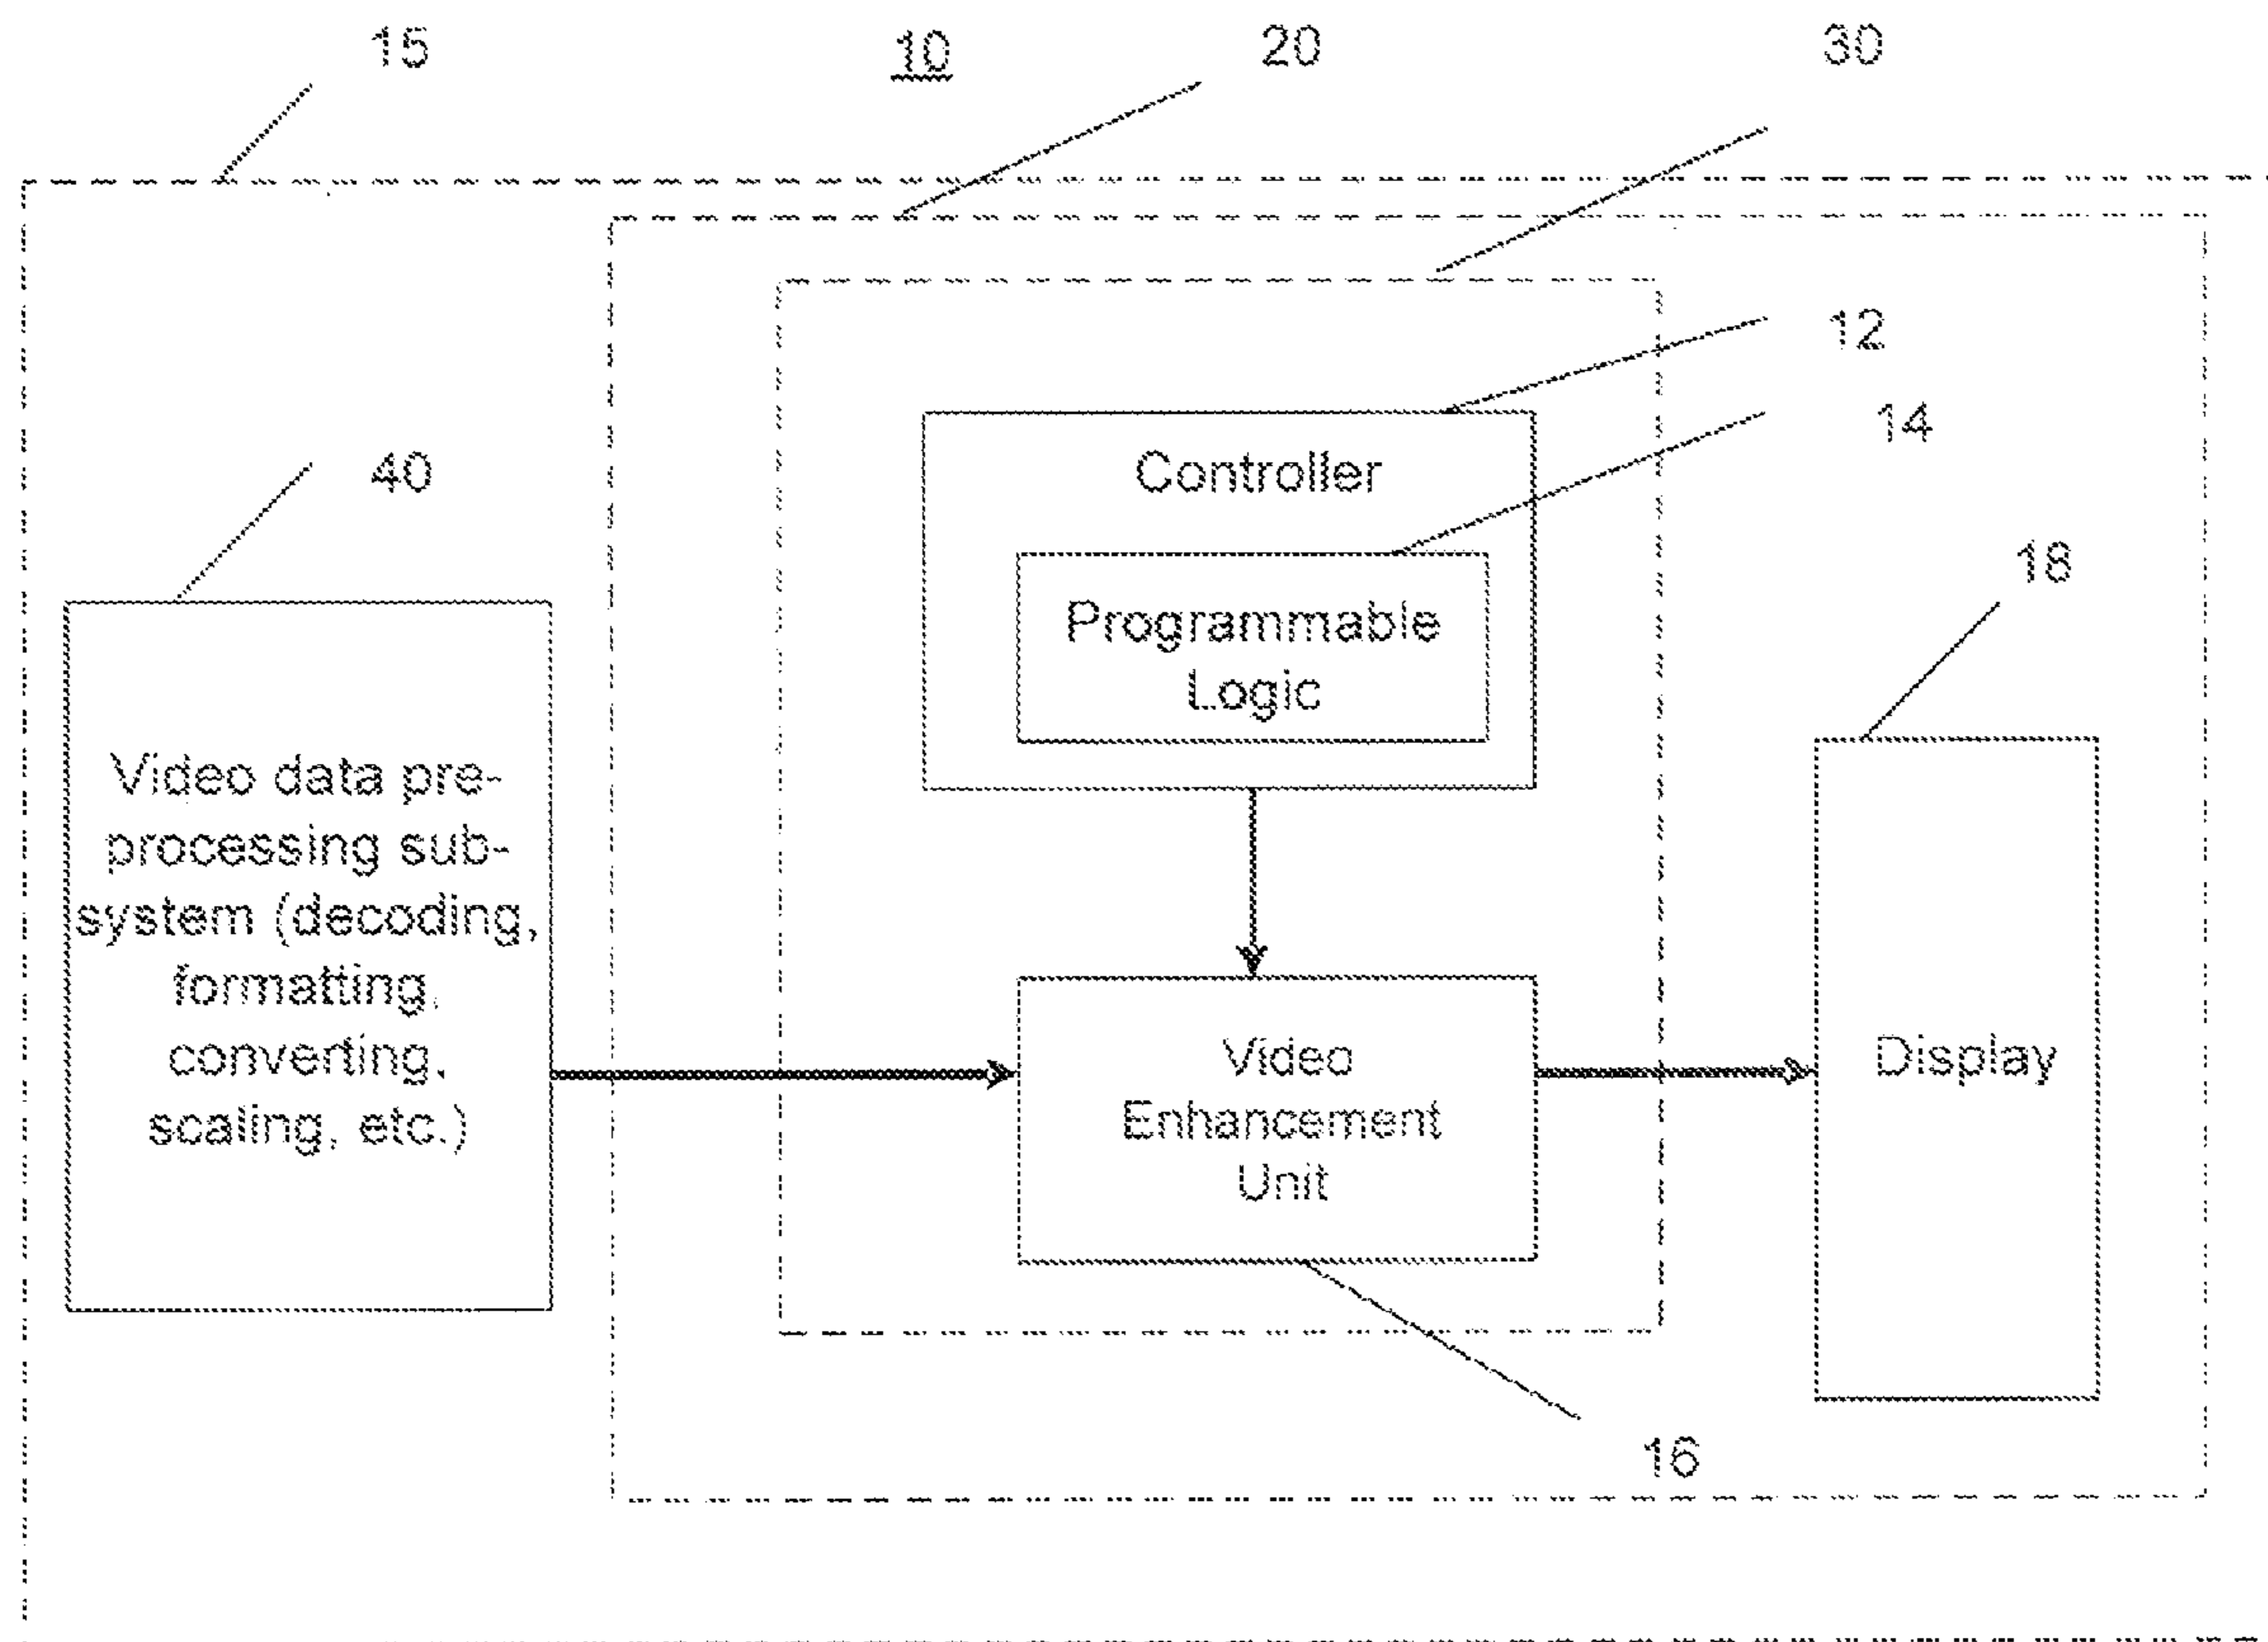 15
10
20
30
12
Controller
14
40
Programmable
Logic
18
Video data pre-
processing sub-
system (decoding,
formatting,
converting,
scaling, etc.)
Video
Enhancement
Unit
Display
16